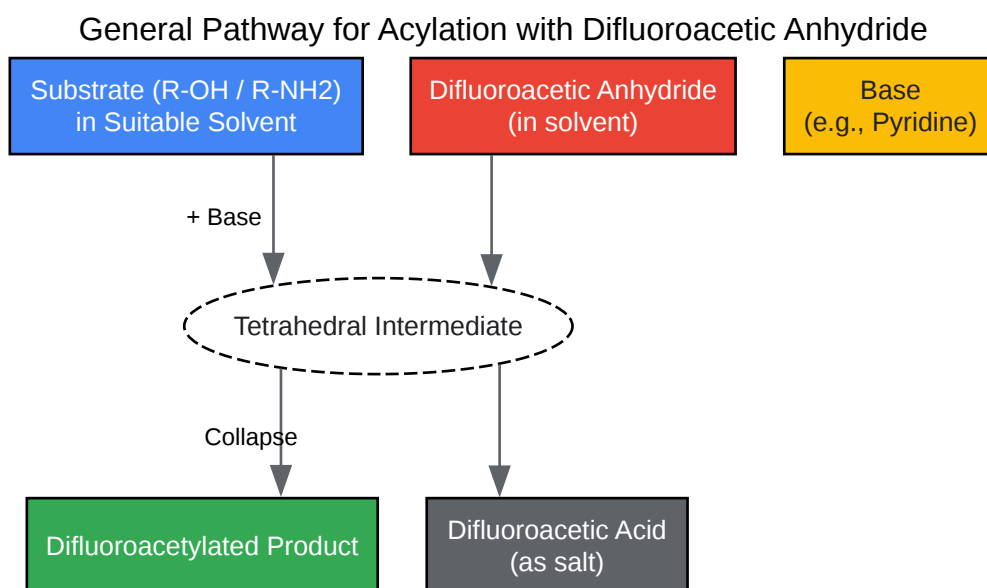 General Pathway for Acylation with Difluoroacetic Anhydride
Substrate (R-OH / R-NH2)
in Suitable Solvent
Difluoroacetic Anhydride
(in solvent)
Base
(e.g., Pyridine)
+ Base
Tetrahedral Intermediate
Collapse
Difluoroacetylated Product
Difluoroacetic Acid
(as salt)